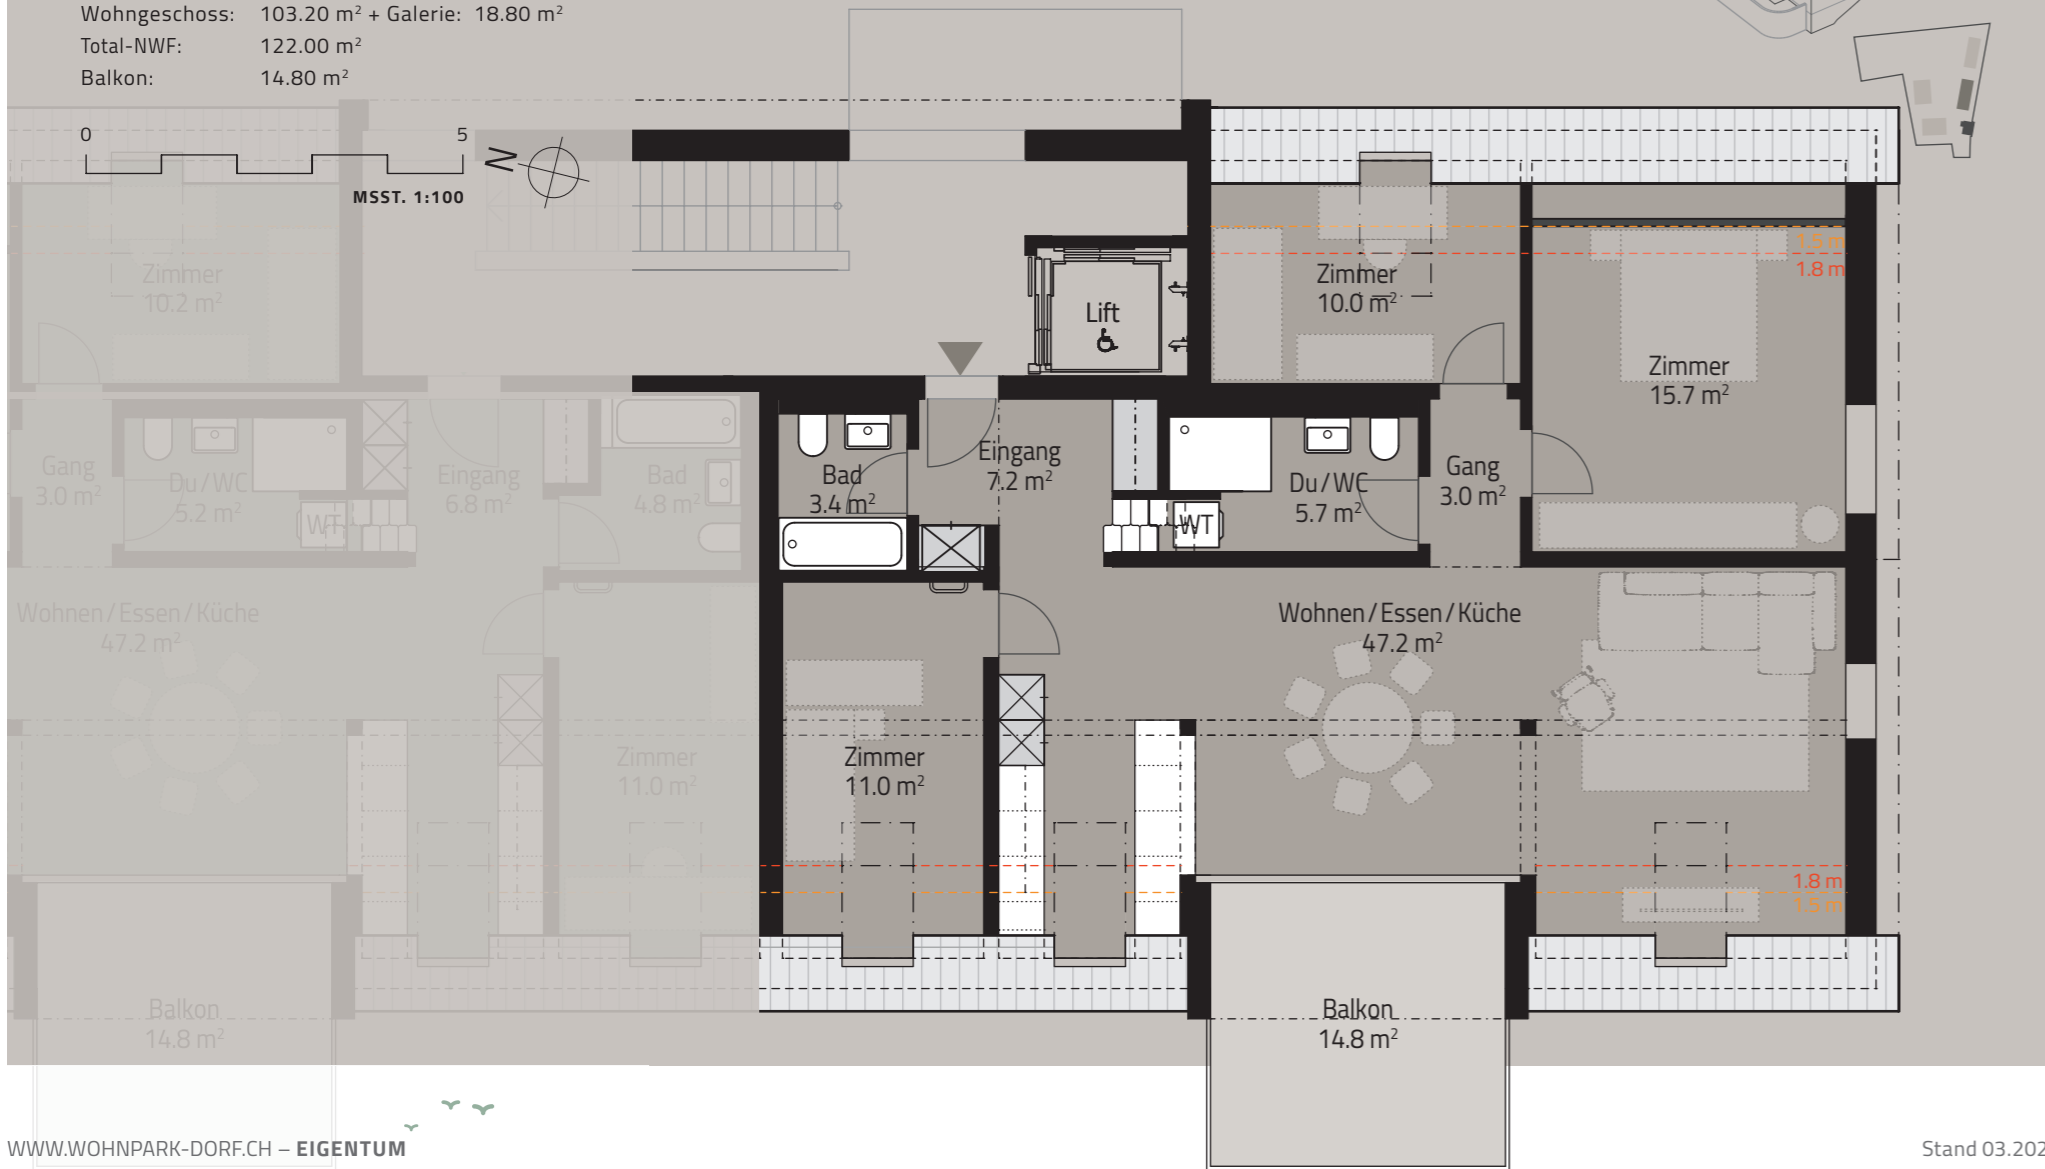 Wohngeschoss: 103.20 m² + Galerie: 18.80 m²
Total-NWF: 122.00 m²
Balkon: 14.80 m²
0 5
N
MSST. 1:100
Zimmer
10.2 m²
Gang
3.0 m²
Du/WC
5.2 m²
WT
Eingang
6.8 m²
Bad
4.8 m²
Wohnen/Essen/Küche
47.2 m²
Zimmer
11.0 m²
Balkon
14.8 m²
Lift
Zimmer
10.0 m²
1.5 m
1.8 m
Zimmer
15.7 m²
Bad
3.4 m²
Eingang
7.2 m²
Du/WC
5.7 m²
WT
Gang
3.0 m²
Wohnen/Essen/Küche
47.2 m²
Zimmer
11.0 m²
1.8 m
1.5 m
Balkon
14.8 m²
WWW.WOHNPARK-DORF.CH – EIGENTUM
Stand 03.202